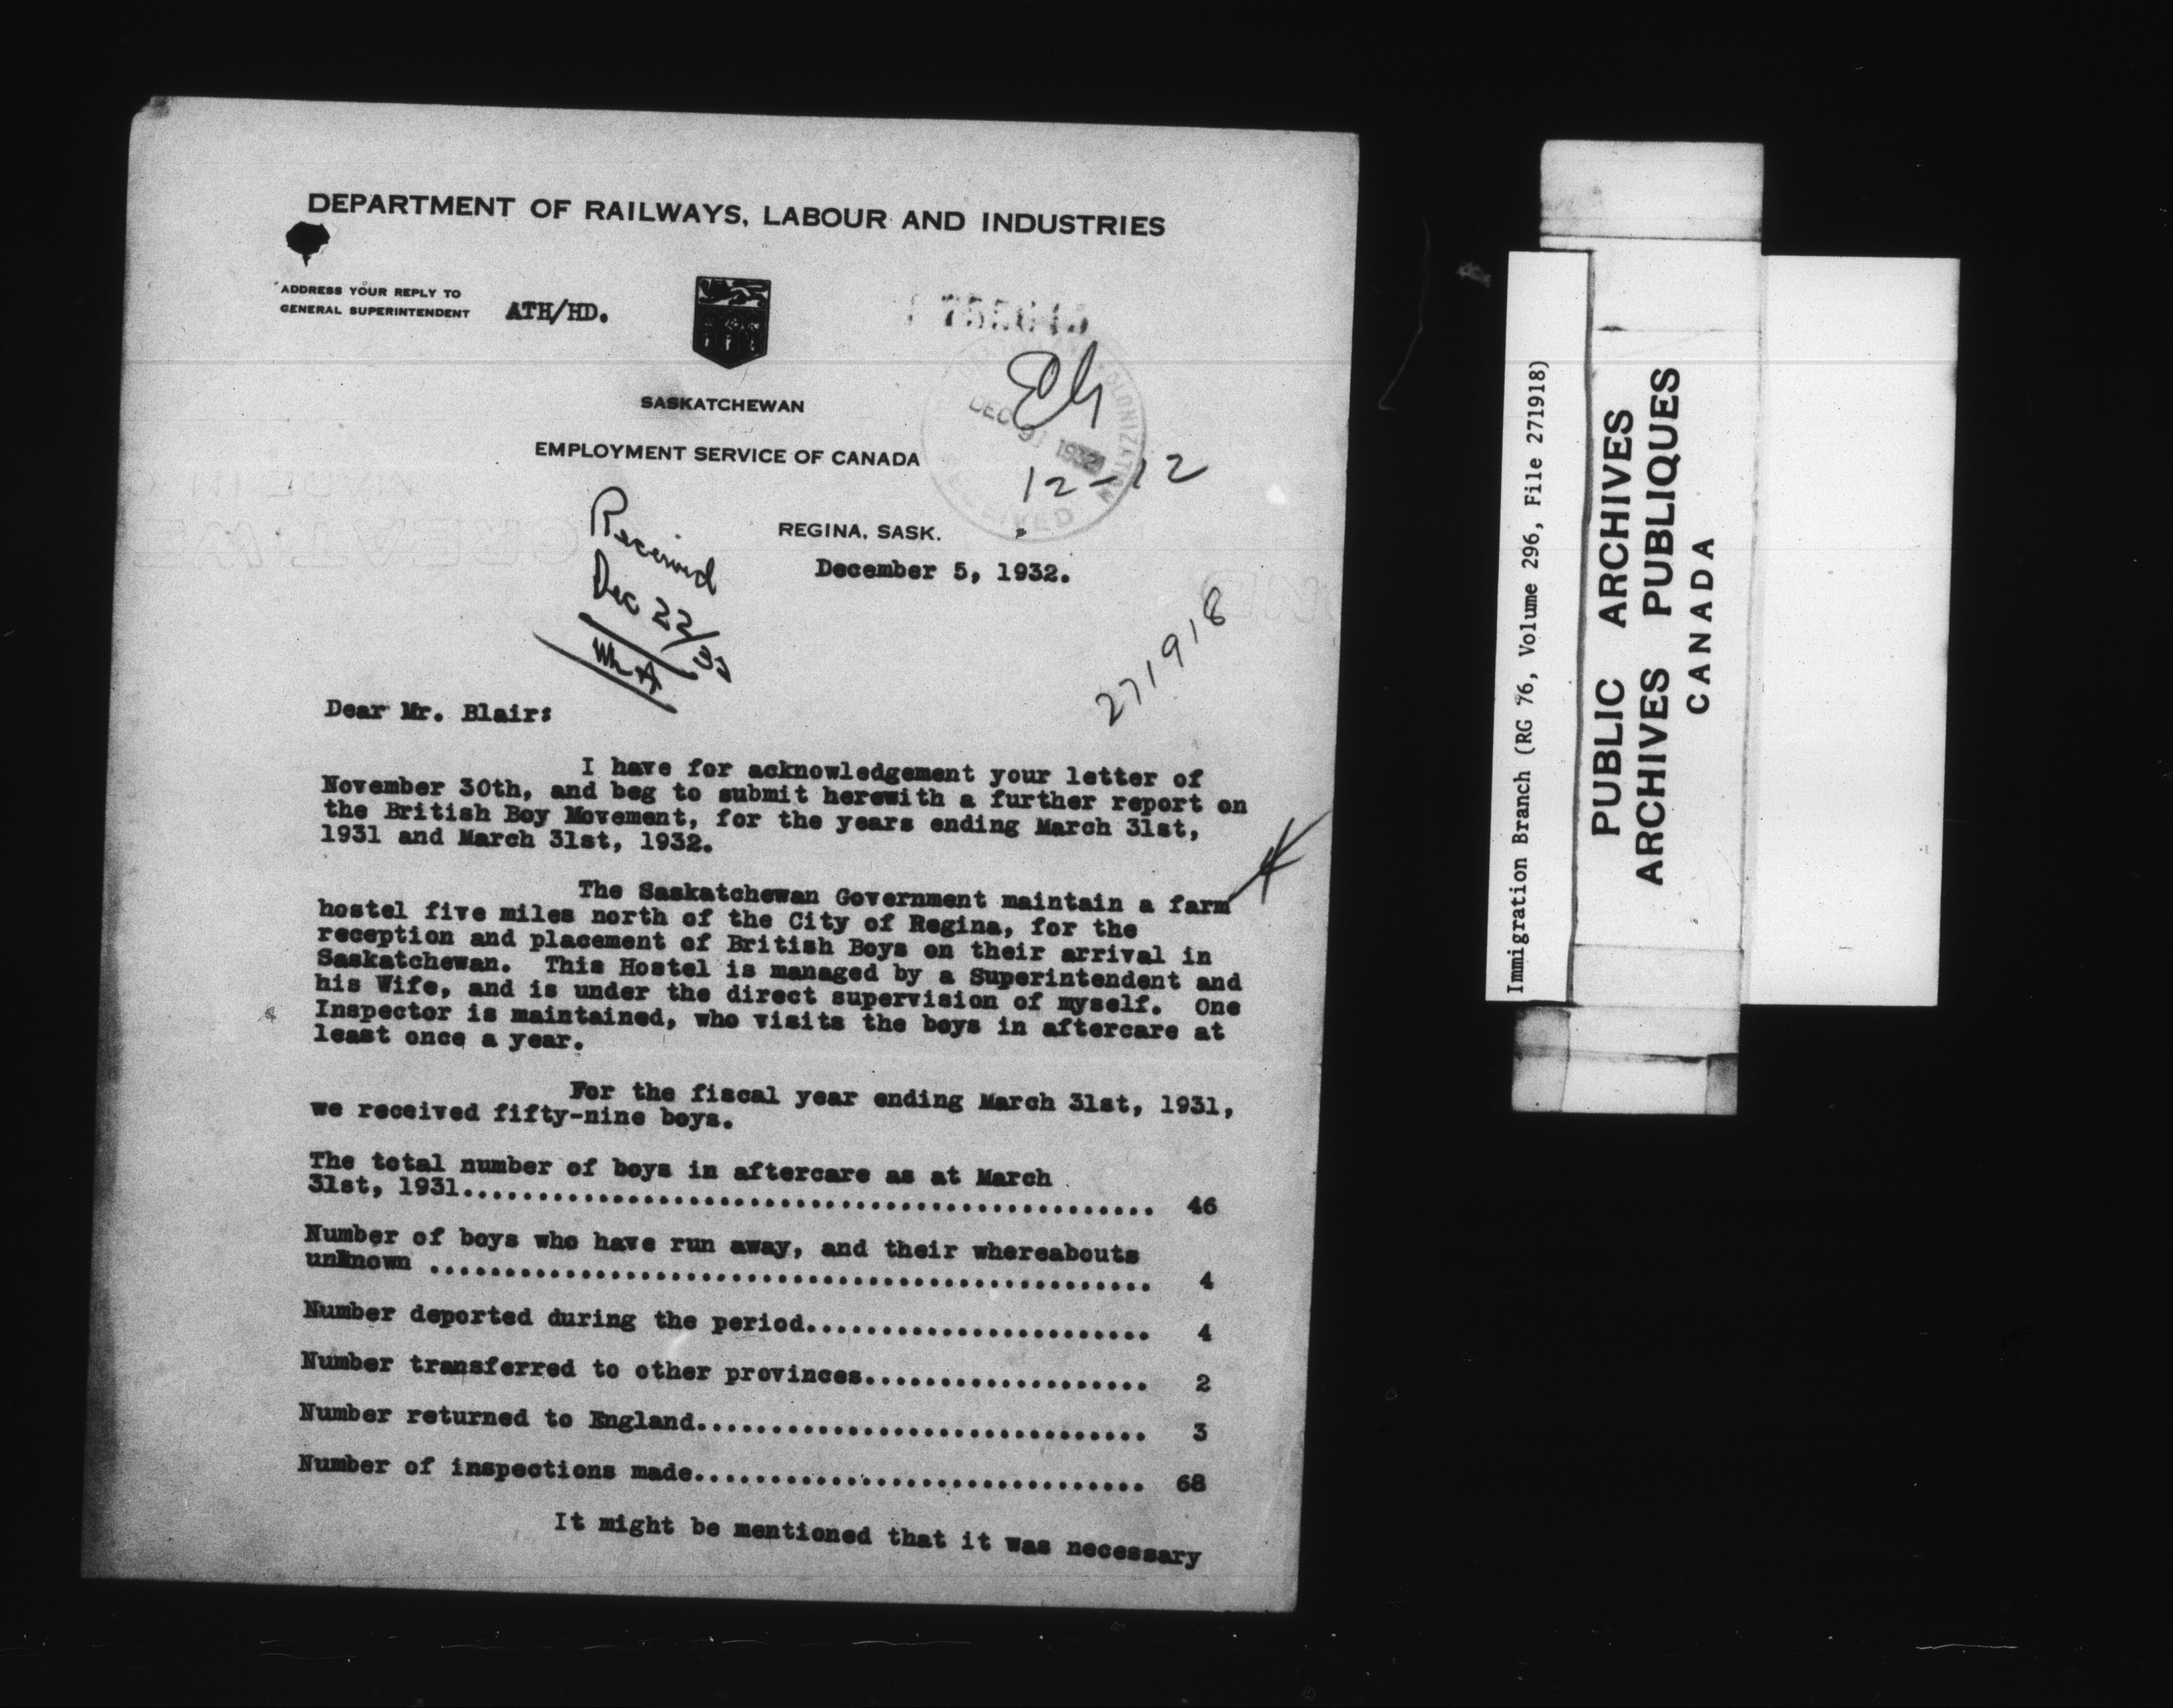 DEPARTMENT OF RAILWAYS, LABOUR AND INDUSTRIES
ADDRESS YOUR REPLY TO
GENERAL SUPERINTENDENT
ATH/HD.
SASKATCHEWAN
EMPLOYMENT SERVICE OF CANADA
DEC 9 1932
12-12
Received
Dec 22/32
REGINA, SASK.
December 5, 1932.
271918
Dear Mr. Blair:
I have for acknowledgement your letter of
November 30th, and beg to submit herewith a further report on
the British Boy Movement, for the years ending March 31st,
1931 and March 31st, 1932.
The Saskatchewan Government maintain a farm
hostel five miles north of the City of Regina, for the
reception and placement of British Boys on their arrival in
Saskatchewan. This Hostel is managed by a Superintendent and
his Wife, and is under the direct supervision of myself. One
Inspector is maintained, who visits the boys in aftercare at
least once a year.
For the fiscal year ending March 31st, 1931,
we received fifty-nine boys.
The total number of boys in aftercare as at March
31st, 1931.............................................. 46
Number of boys who have run away, and their whereabouts
unknown ................................................ 4
Number deported during the period....................... 4
Number transferred to other provinces................... 2
Number returned to England.............................. 3
Number of inspections made.............................. 68
It might be mentioned that it was necessary
Immigration Branch (RG 76, Volume 296, File 271918)
PUBLIC ARCHIVES
ARCHIVES PUBLIQUES
CANADA